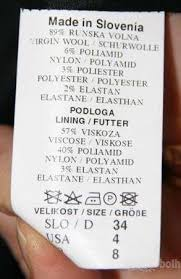 Made in Slovenia
89% RUNSKA VOLNA
VIRGIN WOOL / SCHURWOLLE
6% POLIAMID
NYLON / POLYAMID
3% POLIESTER
POLYESTER / POLYESTER
2% ELASTAN
ELASTANE / ELASTHAN
PODLOGA
LINING / FUTTER
57% VISKOZA
VISCOSE / VISKOSE
40% POLIAMID
NYLON / POLYAMID
3% ELASTAN
ELASTANE / ELASTHAN
VELIKOST / SIZE / GRÖßE
SLO / D 34
USA 4
8
bolha